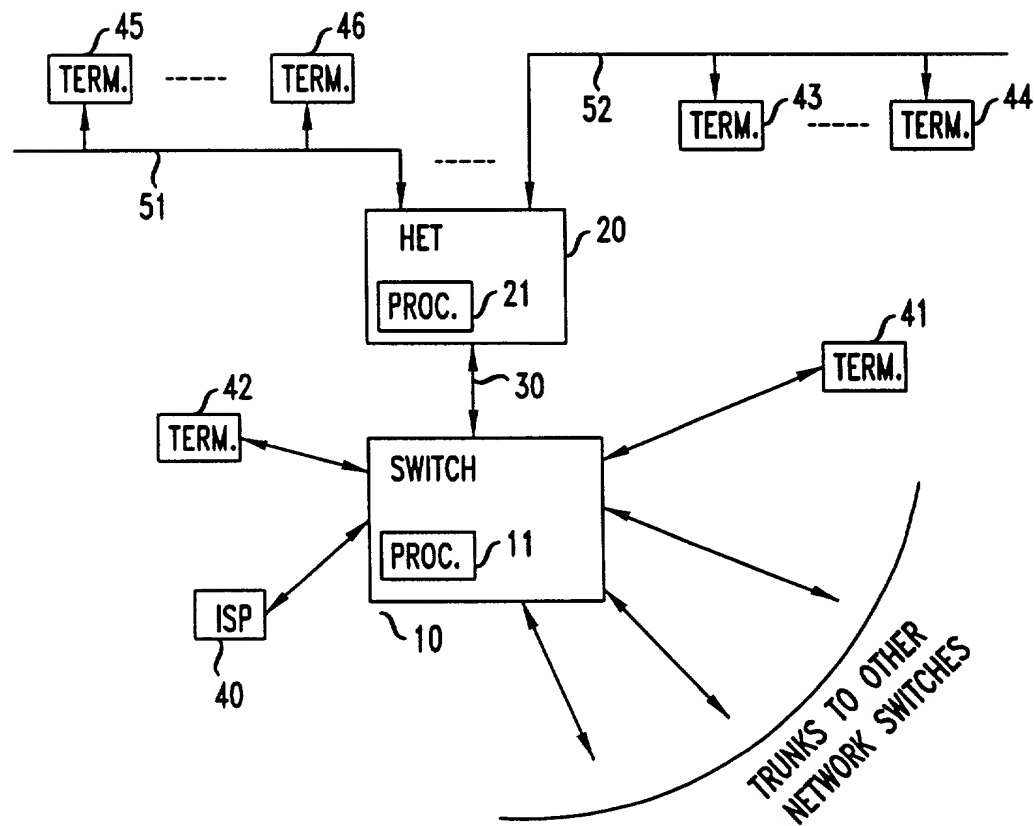 45
46
TERM.
TERM.
52
43
44
TERM.
TERM.
51
HET
20
PROC.
21
41
TERM.
30
42
TERM.
SWITCH
PROC.
11
ISP
10
40
TRUNKS TO OTHER
NETWORK SWITCHES